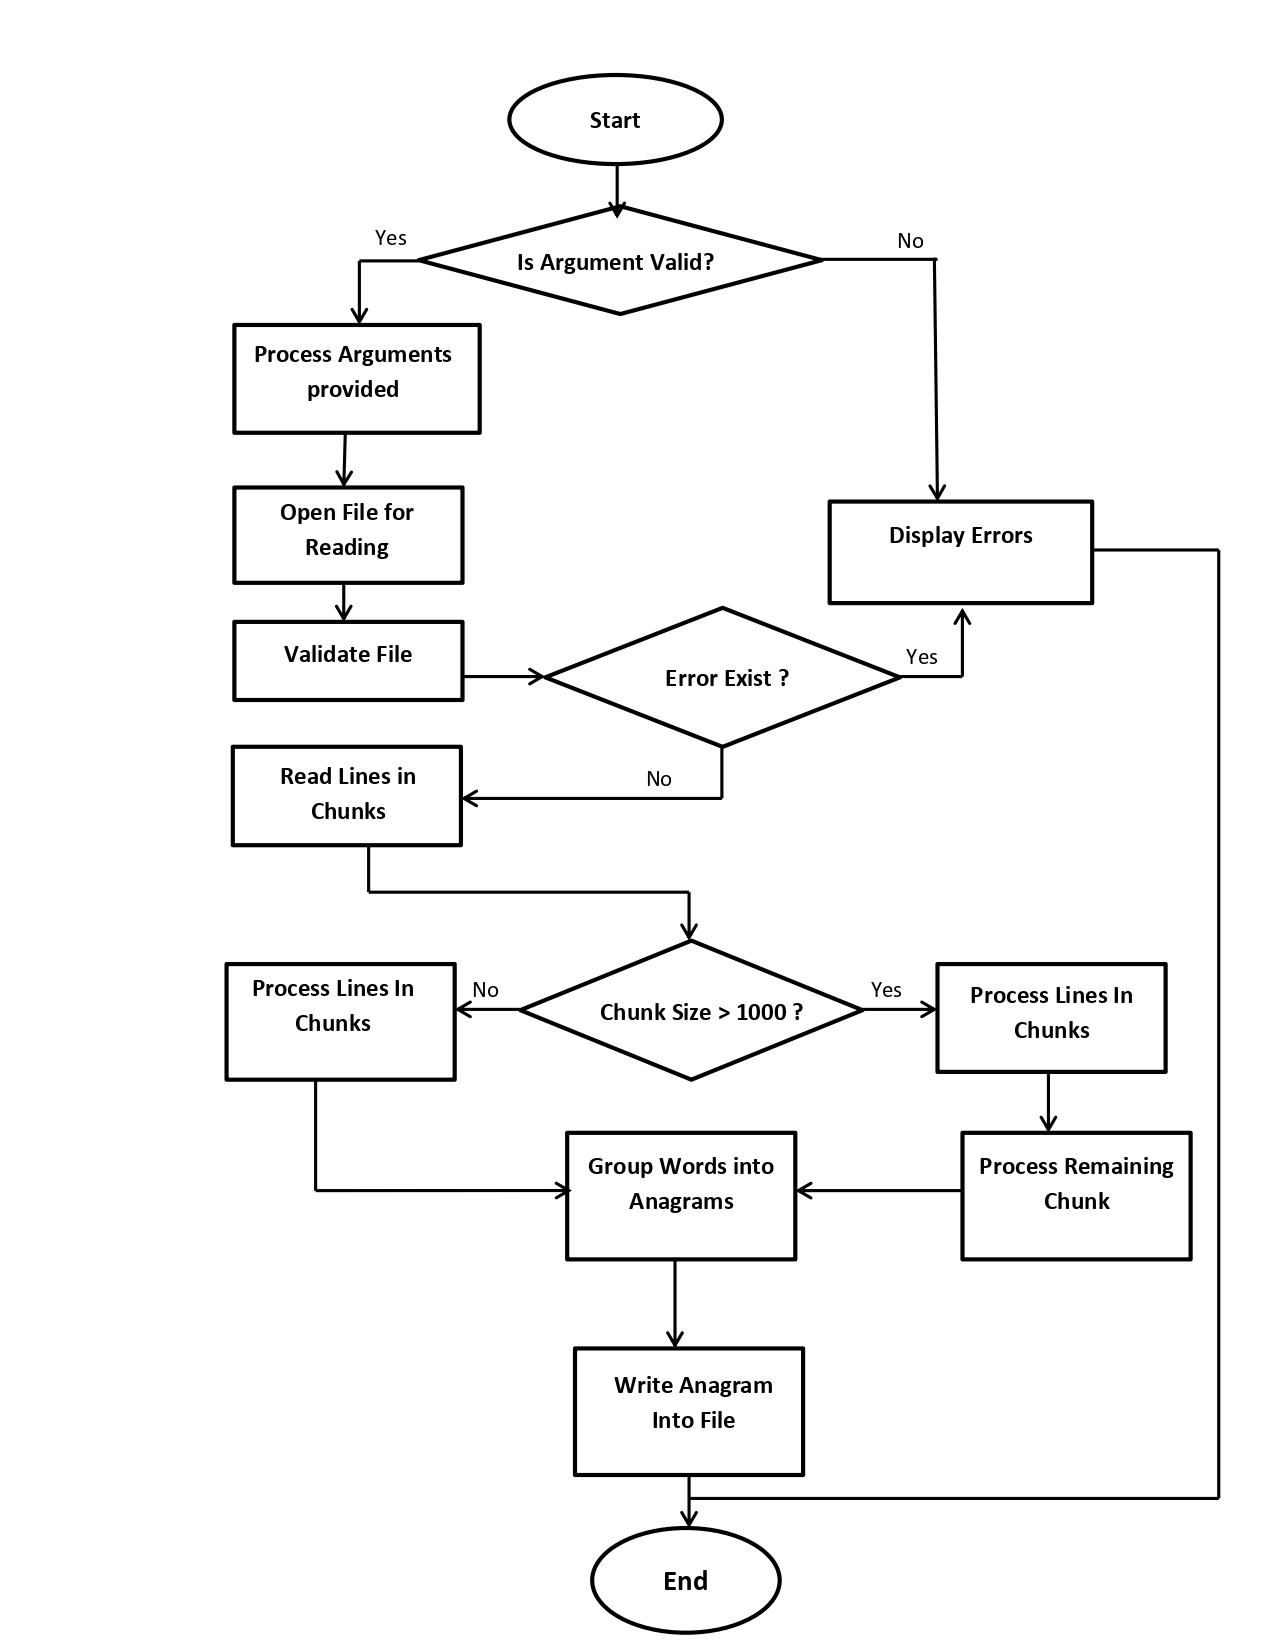 Start
Yes
No
Is Argument Valid?
Process Arguments
provided
Open File for
Reading
Display Errors
Validate File
Error Exist ?
Yes
Read Lines in
Chunks
No
Process Lines In
Chunks
No
Chunk Size > 1000 ?
Yes
Process Lines In
Chunks
Group Words into
Anagrams
Process Remaining
Chunk
Write Anagram
Into File
End